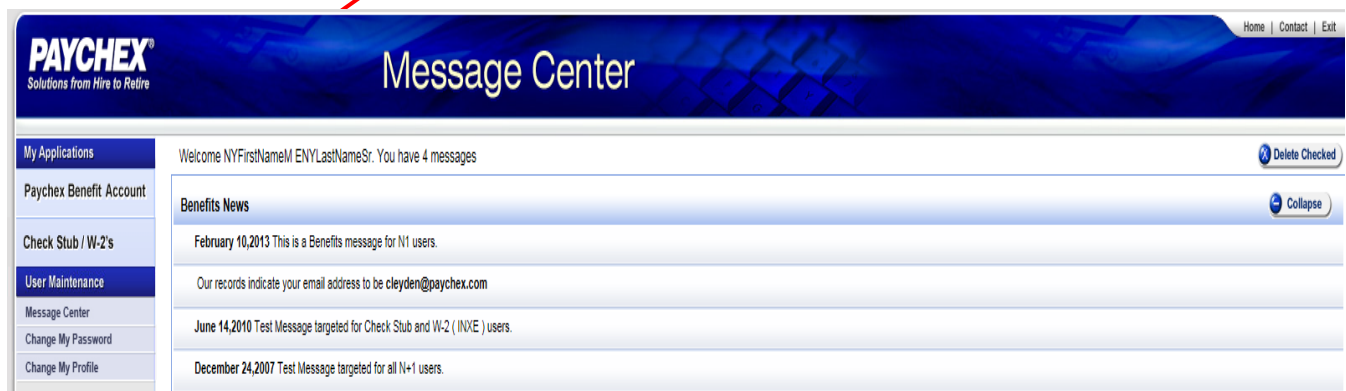 Home | Contact | Exit
PAYCHEX®
Solutions from Hire to Retire
Message Center
My Applications
Paychex Benefit Account
Check Stub / W-2's
User Maintenance
Message Center
Change My Password
Change My Profile
Welcome NYFirstNameM ENYLastNameSr. You have 4 messages
Delete Checked
Benefits News
Collapse
February 10,2013 This is a Benefits message for N1 users.
Our records indicate your email address to be cleyden@paychex.com
June 14,2010 Test Message targeted for Check Stub and W-2 ( INXE ) users.
December 24,2007 Test Message targeted for all N+1 users.